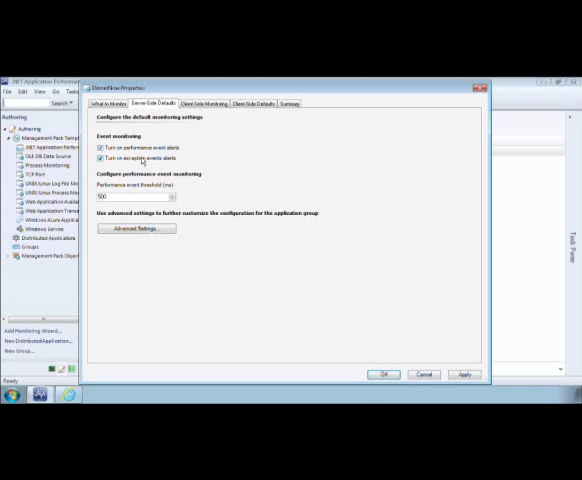 .NET Application Performan
File Edit View Go Tasks
Search
Authoring
Authoring
Management Pack Templ
.NET Application Perform
OLE DB Data Source
Process Monitoring
TCP Port
UNIX/Linux Log File Mo
UNIX/Linux Process Mon
Web Application Availa
Web Application Transa
Windows Azure Applica
Windows Service
Distributed Applications
Groups
Management Pack Object
Add Monitoring Wizard...
New Distributed Application...
New Group...
Ready
DinnerNow Properties
What to Monitor Server-Side Defaults Client-Side Monitoring Client-Side Defaults Summary
Configure the default monitoring settings
Event monitoring
Turn on performance event alerts
Turn on exception events alerts
Configure performance event monitoring
Performance event threshold (ms)
500
Use advanced settings to further customize the configuration for the application group
Advanced Settings...
OK Cancel Apply
Task Pane